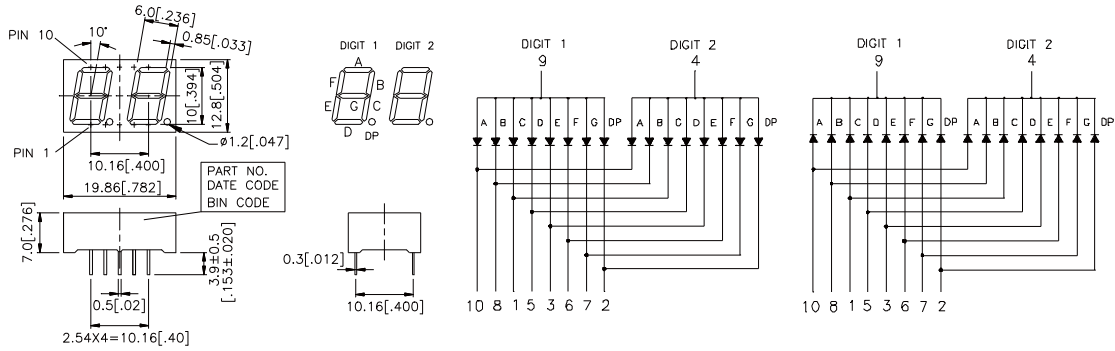 6.0[.236]
PIN 10
10°
0.85[.033]
10[.394]
12.8[.504]
ø1.2[.047]
PIN 1
10.16[.400]
19.86[.782]
PART NO.
DATE CODE
BIN CODE
7.0[.276]
3.9±0.5
[.153±.020]
0.5[.02]
2.54X4=10.16[.40]
DIGIT 1 DIGIT 2
A
F B
G
E C
D DP
0.3[.012]
10.16[.400]
DIGIT 1 DIGIT 2
9 4
A B C D E F G DP A B C D E F G DP
10 8 1 5 3 6 7 2
DIGIT 1 DIGIT 2
9 4
A B C D E F G DP A B C D E F G DP
10 8 1 5 3 6 7 2